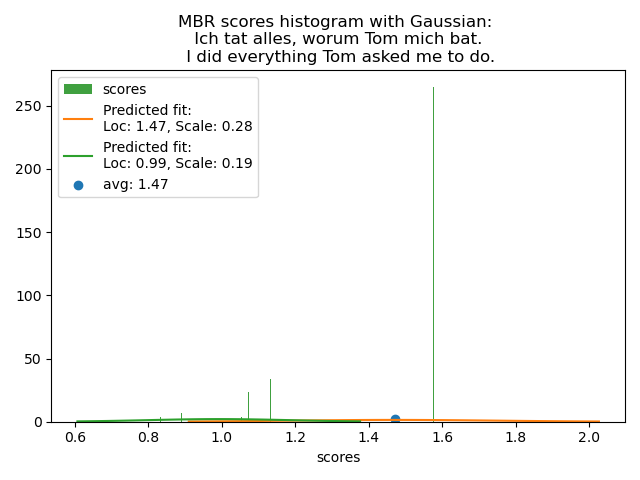 MBR scores histogram with Gaussian:
Ich tat alles, worum Tom mich bat.
I did everything Tom asked me to do.
scores
Predicted fit:
Loc: 1.47, Scale: 0.28
Predicted fit:
Loc: 0.99, Scale: 0.19
avg: 1.47
250
200
150
100
50
0
0.6 0.8 1.0 1.2 1.4 1.6 1.8 2.0
scores